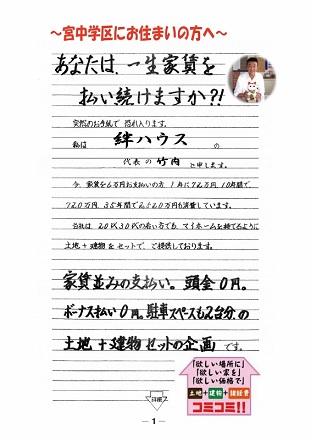 ～宮中学区にお住まいの方へ～
あなたは、一生家賃を
払い続けますか?!
突然のお手紙で恐れ入ります。
私は 絆ハウス の
代表の 竹内 と申します。
今、家賃を6万円お支払いの方 1年に72万円、10年間で、
720万円、35年間で2,520万円も消費しています。
当社は20代30代の若い方でも、マイホームを持てるように
土地+建物をセットで、ご提供しております。
家賃並みの支払い。頭金0円。
ボーナス払い0円。駐車スペースも2台分の
土地+建物セットの企画です。
「欲しい場所に」
「欲しい家を」
「欲しい価格で」
土地+建物+諸経費
コミコミ!!
－1－